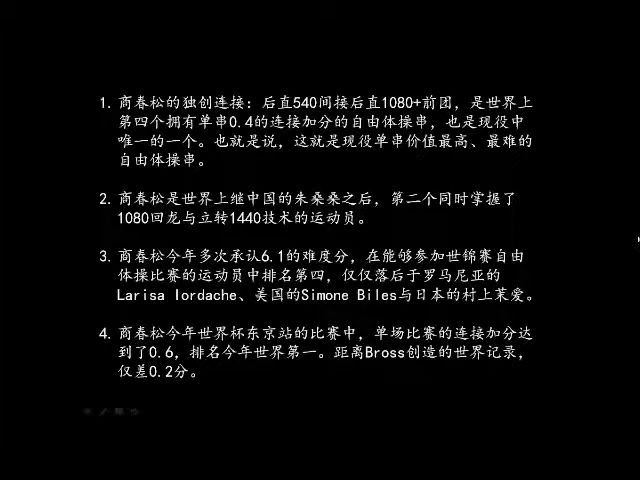 1. 商春松的独创连接：后直540间接后直1080+前团，是世界上
第四个拥有单串0.4的连接加分的自由体操串，也是现役中
唯一的一个。也就是说，这就是现役单串价值最高、最难的
自由体操串。
2. 商春松是世界上继中国的朱桑桑之后，第二个同时掌握了
1080回龙与立转1440技术的运动员。
3. 商春松今年多次承认6.1的难度分，在能够参加世锦赛自由
体操比赛的运动员中排名第四，仅仅落后于罗马尼亚的
Larisa Iordache、美国的Simone Biles与日本的村上茉爱。
4. 商春松今年世界杯东京站的比赛中，单场比赛的连接加分达
到了0.6，排名今年世界第一。距离Bross创造的世界记录，
仅差0.2分。